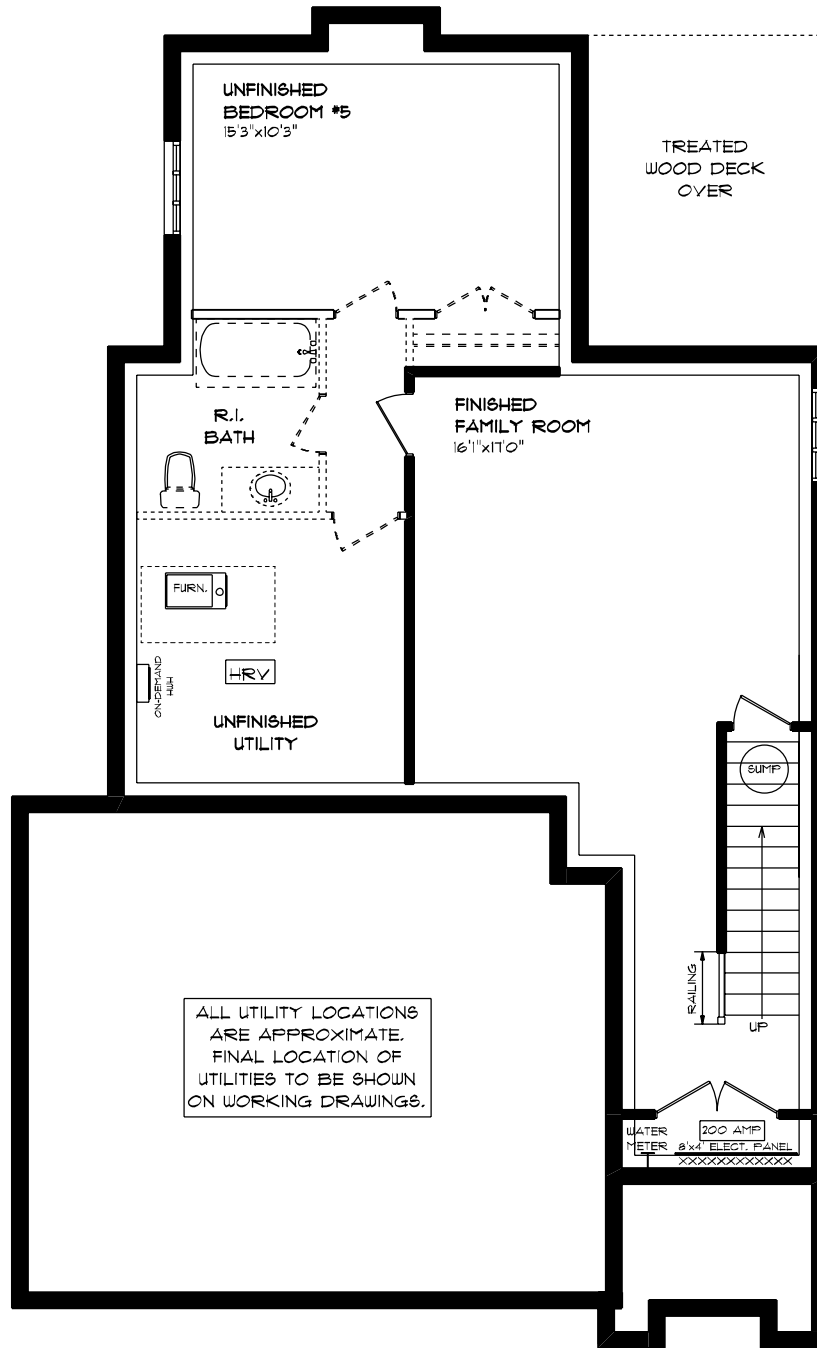 UNFINISHED
BEDROOM #5
15'3"x10'3"
TREATED
WOOD DECK
OVER
R.I.
BATH
FINISHED
FAMILY ROOM
16'1"x17'0"
FURN.
HRV
ON-DEMAND
HWH
UNFINISHED
UTILITY
SUMP
RAILING
UP
ALL UTILITY LOCATIONS
ARE APPROXIMATE.
FINAL LOCATION OF
UTILITIES TO BE SHOWN
ON WORKING DRAWINGS.
WATER
METER
200 AMP
8'x4' ELECT. PANEL